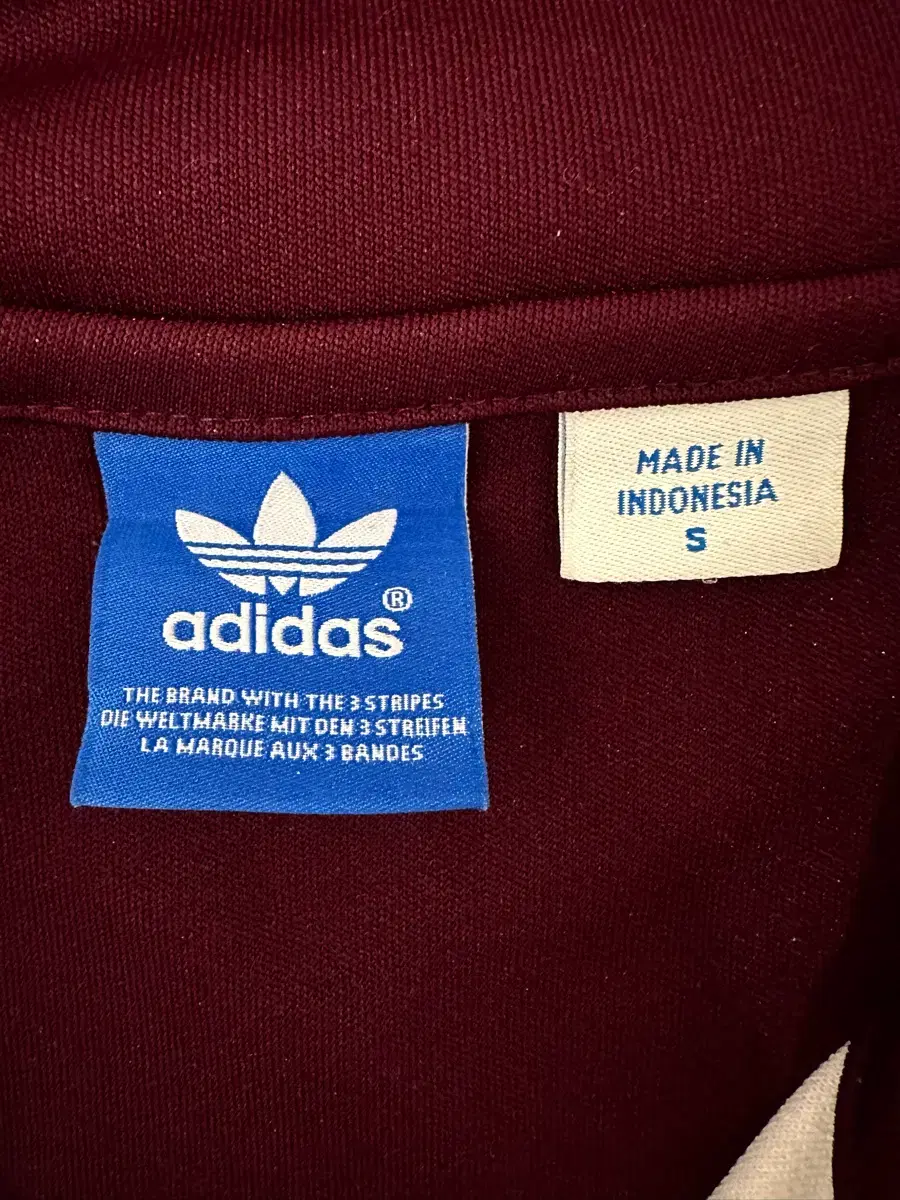 adidas®
THE BRAND WITH THE 3 STRIPES
DIE WELTMARKE MIT DEN 3 STREIFEN
LA MARQUE AUX 3 BANDES
MADE IN
INDONESIA
S